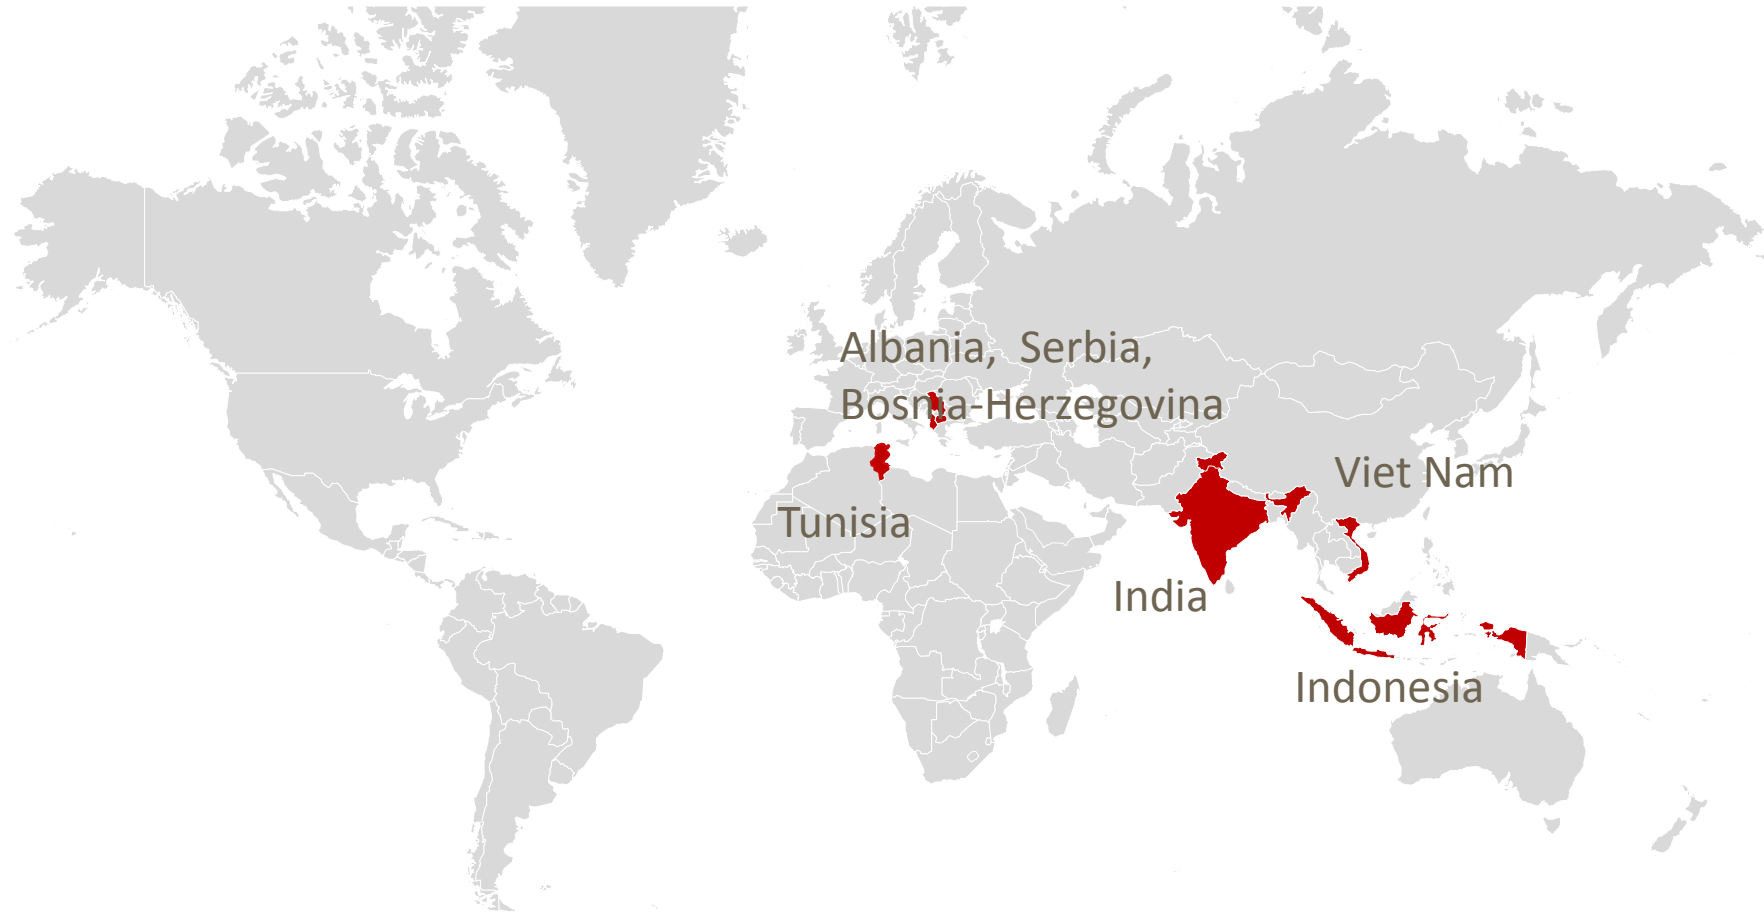 Albania,  Serbia,
Bosnia-Herzegovina
Viet Nam
Tunisia
India
Indonesia